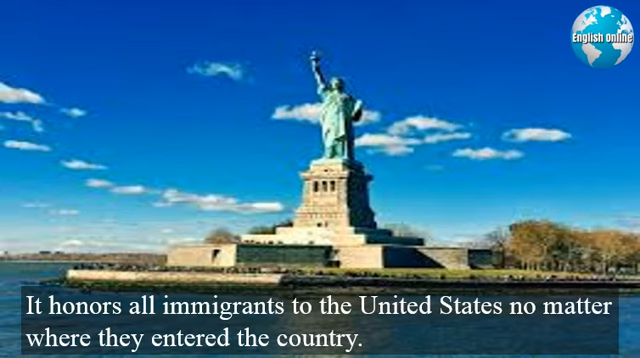 English online
It honors all immigrants to the United States no matter
where they entered the country.